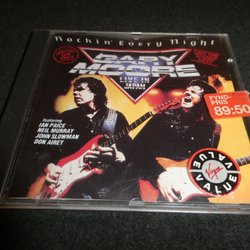 Rockin' Every Night
GARY
MOORE
LIVE IN
JAPAN
featuring
IAN PAICE
NEIL MURRAY
JOHN SLOWMAN
DON AIREY
FYND-
PRIS
89:50
VALUE
Virgin
VALUE